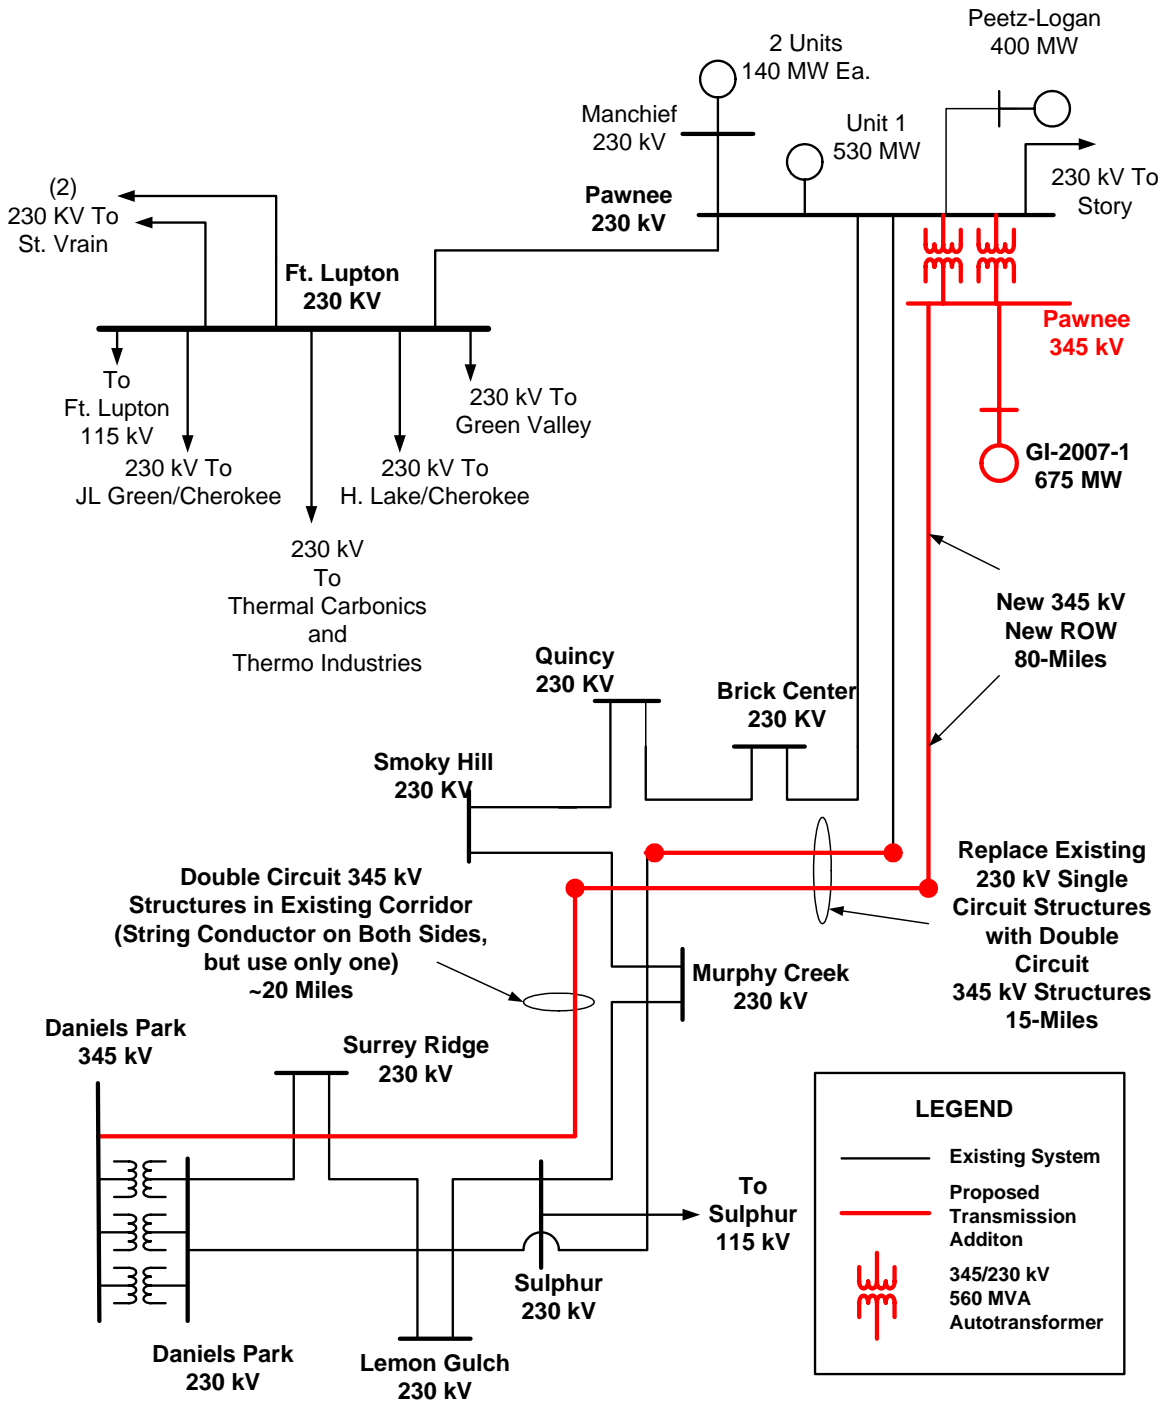 Peetz-Logan
400 MW
2 Units
140 MW Ea.
Manchief
230 kV
Unit 1
530 MW
230 kV To
Story
(2)
230 KV To
St. Vrain
Pawnee
230 kV
Ft. Lupton
230 KV
Pawnee
345 kV
To
Ft. Lupton
115 kV
230 kV To
Green Valley
230 kV To
JL Green/Cherokee
230 kV To
H. Lake/Cherokee
GI-2007-1
675 MW
230 kV
To
Thermal Carbonics
and
Thermo Industries
New 345 kV
New ROW
80-Miles
Quincy
230 KV
Brick Center
230 KV
Smoky Hill
230 KV
Double Circuit 345 kV
Structures in Existing Corridor
(String Conductor on Both Sides,
but use only one)
~20 Miles
Replace Existing
230 kV Single
Circuit Structures
with Double
Circuit
345 kV Structures
15-Miles
Murphy Creek
230 kV
Daniels Park
345 kV
Surrey Ridge
230 kV
To
Sulphur
115 kV
Sulphur
230 kV
Daniels Park
230 kV
Lemon Gulch
230 kV
LEGEND
Existing System
Proposed
Transmission
Additon
345/230 kV
560 MVA
Autotransformer